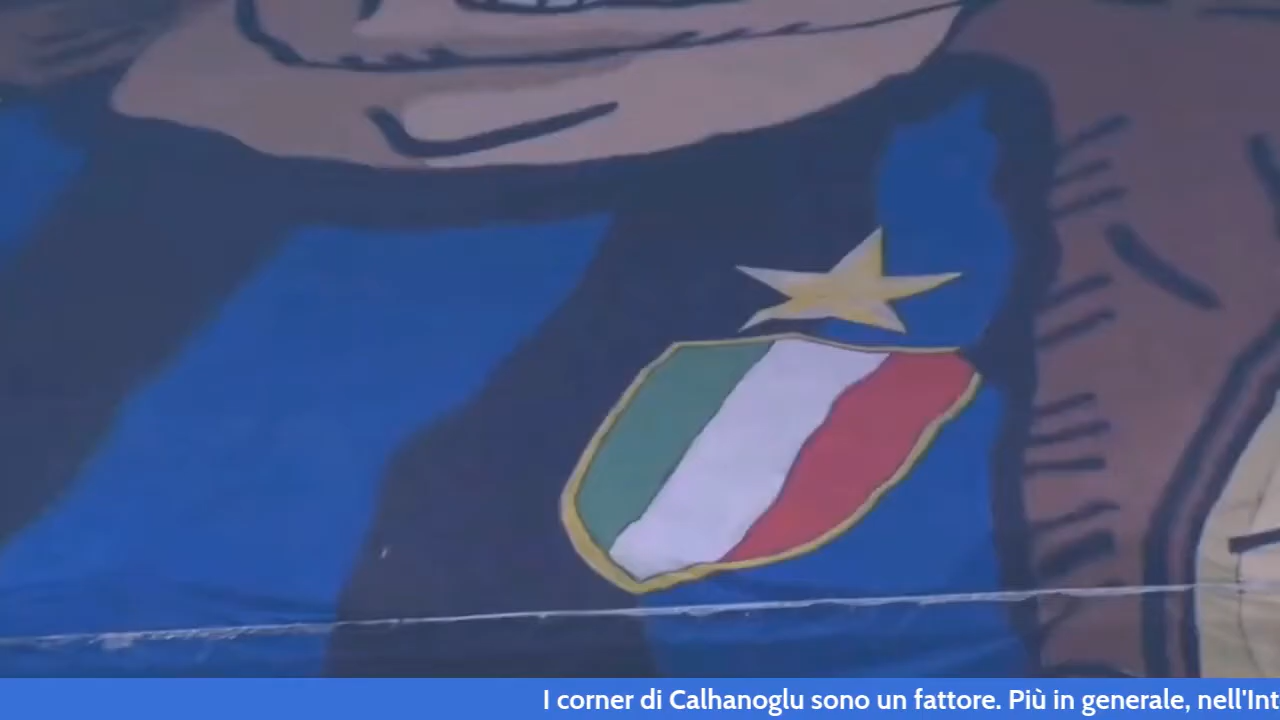 I corner di Calhanoglu sono un fattore. Più in generale, nell'Int